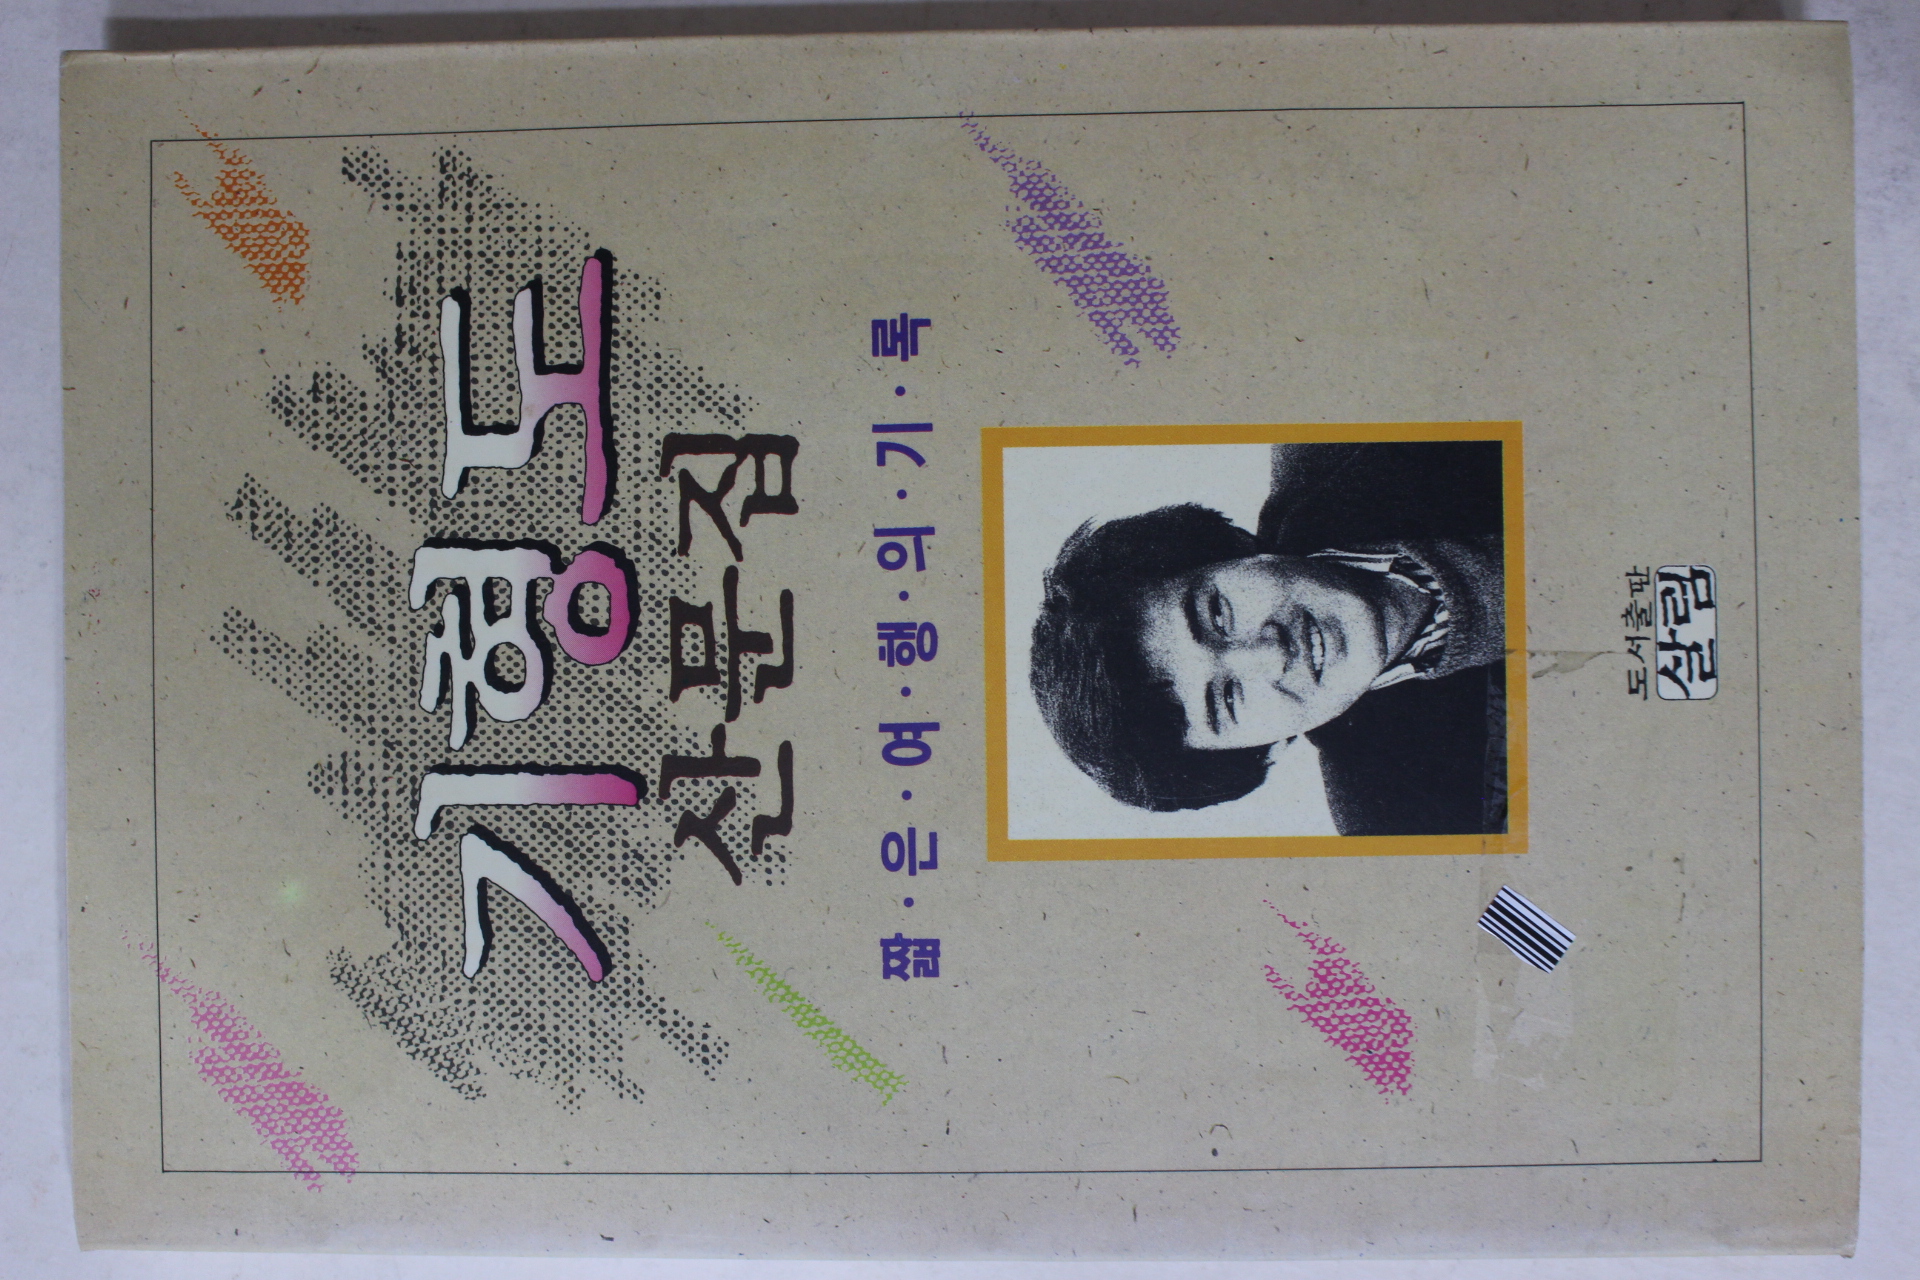 기형도
산문집
짧·은·여·행·의·기·록
도서출판
살림